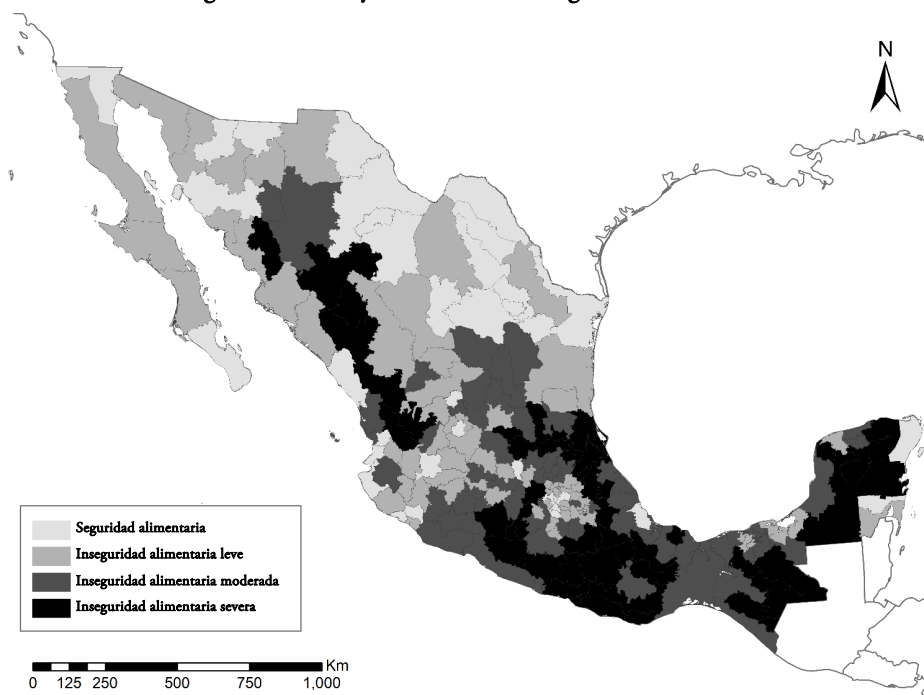 N
Seguridad alimentaria
Inseguridad alimentaria leve
Inseguridad alimentaria moderada
Inseguridad alimentaria severa
Km
0 125 250 500 750 1,000